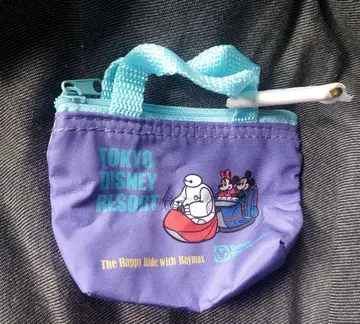 TOKYO
DISNEY
RESORT
The Happy Ride with Baymax